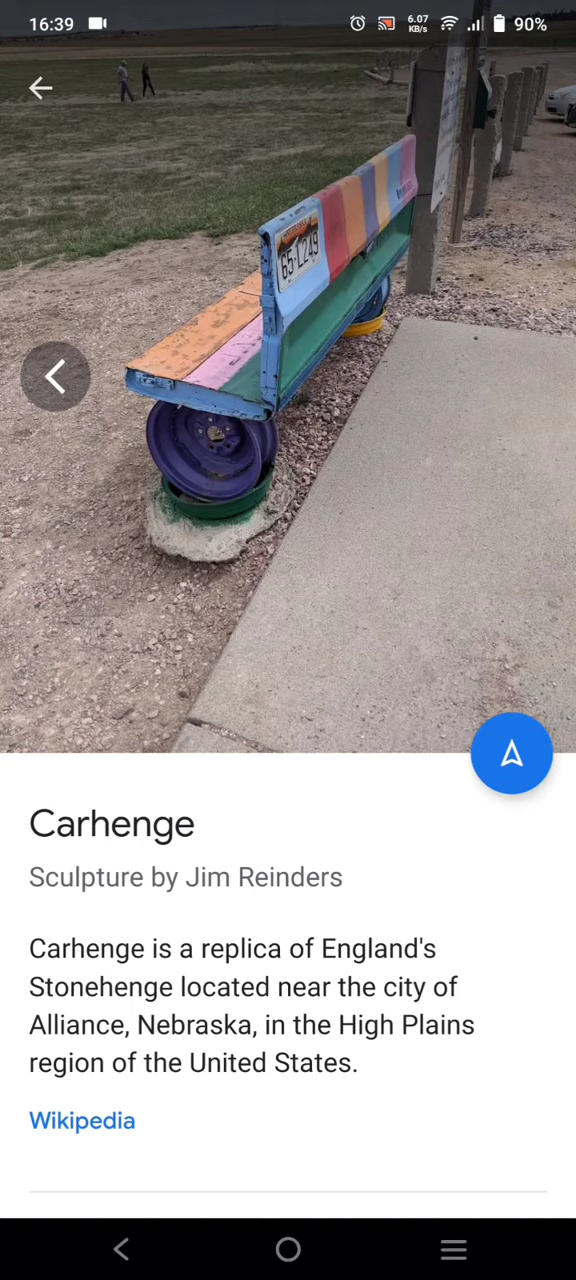 16:39
6.07
KB/s
90%
65-L249
Carhenge
Sculpture by Jim Reinders
Carhenge is a replica of England's
Stonehenge located near the city of
Alliance, Nebraska, in the High Plains
region of the United States.
Wikipedia